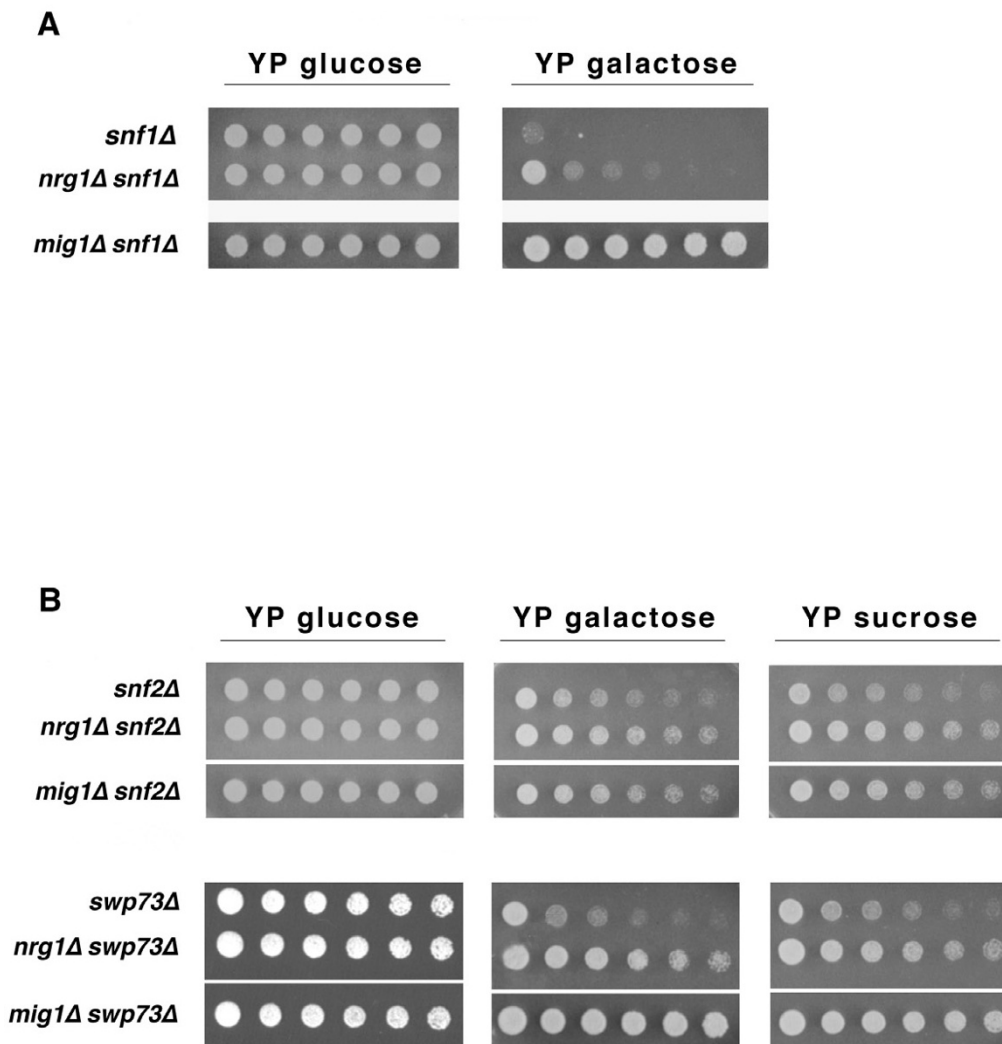 A
YP glucose YP galactose
snf1Δ
nrg1Δ snf1Δ
mig1Δ snf1Δ
B
YP glucose YP galactose YP sucrose
snf2Δ
nrg1Δ snf2Δ
mig1Δ snf2Δ
swp73Δ
nrg1Δ swp73Δ
mig1Δ swp73Δ